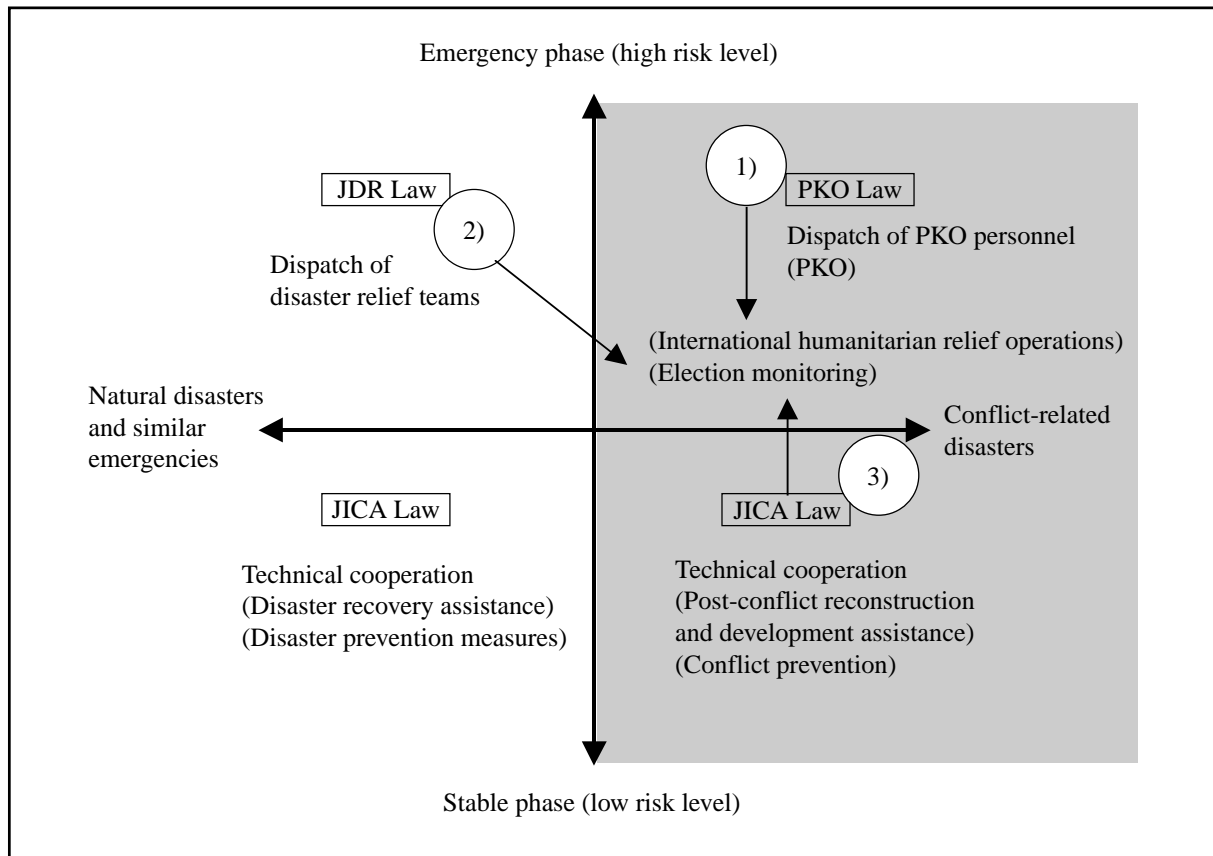 Emergency phase (high risk level)
1)
JDR Law
PKO Law
2)
Dispatch of PKO personnel
(PKO)
Dispatch of
disaster relief teams
(International humanitarian relief operations)
(Election monitoring)
Natural disasters
and similar
emergencies
Conflict-related
disasters
3)
JICA Law
JICA Law
Technical cooperation
(Disaster recovery assistance)
(Disaster prevention measures)
Technical cooperation
(Post-conflict reconstruction
and development assistance)
(Conflict prevention)
Stable phase (low risk level)